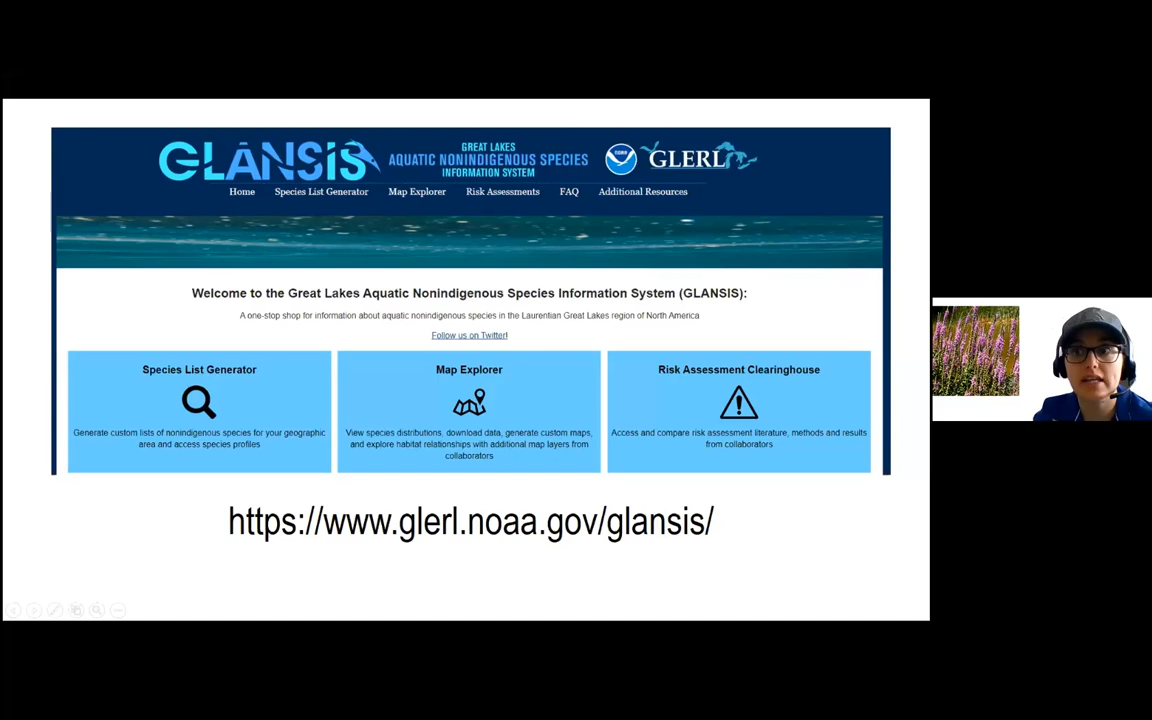 GLANSIS
GREAT LAKES
AQUATIC NONINDIGENOUS SPECIES
INFORMATION SYSTEM
NOAA
GLERL
Home Species List Generator Map Explorer Risk Assessments FAQ Additional Resources
Welcome to the Great Lakes Aquatic Nonindigenous Species Information System (GLANSIS):
A one-stop shop for information about aquatic nonindigenous species in the Laurentian Great Lakes region of North America
Follow us on Twitter!
Species List Generator
Generate custom lists of nonindigenous species for your geographic
area and access species profiles
Map Explorer
View species distributions, download data, generate custom maps,
and explore habitat relationships with additional map layers from
collaborators
Risk Assessment Clearinghouse
Access and compare risk assessment literature, methods and results
from collaborators
https://www.glerl.noaa.gov/glansis/